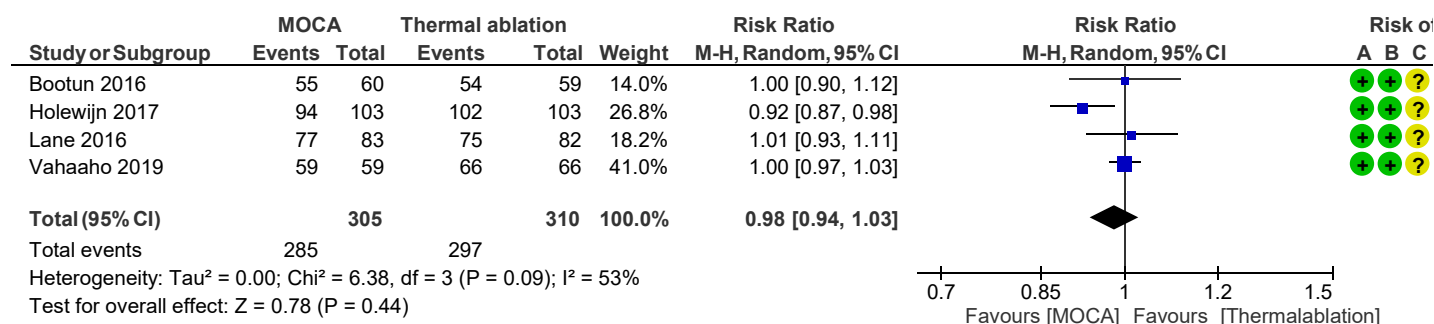 MOCA Thermal ablation Risk Ratio Risk Ratio Risk of
Study or Subgroup Events Total Events Total Weight M-H, Random, 95% CI M-H, Random, 95% CI A B C
Bootun 2016 55 60 54 59 14.0% 1.00 [0.90, 1.12] + + ?
Holewijn 2017 94 103 102 103 26.8% 0.92 [0.87, 0.98] + + ?
Lane 2016 77 83 75 82 18.2% 1.01 [0.93, 1.11] + + ?
Vahaaho 2019 59 59 66 66 41.0% 1.00 [0.97, 1.03] + + ?
Total (95% CI) 305 310 100.0% 0.98 [0.94, 1.03]
Total events 285 297
Heterogeneity: Tau² = 0.00; Chi² = 6.38, df = 3 (P = 0.09); I² = 53%
Test for overall effect: Z = 0.78 (P = 0.44)
0.7 0.85 1 1.2 1.5
Favours [MOCA] Favours [Thermalablation]